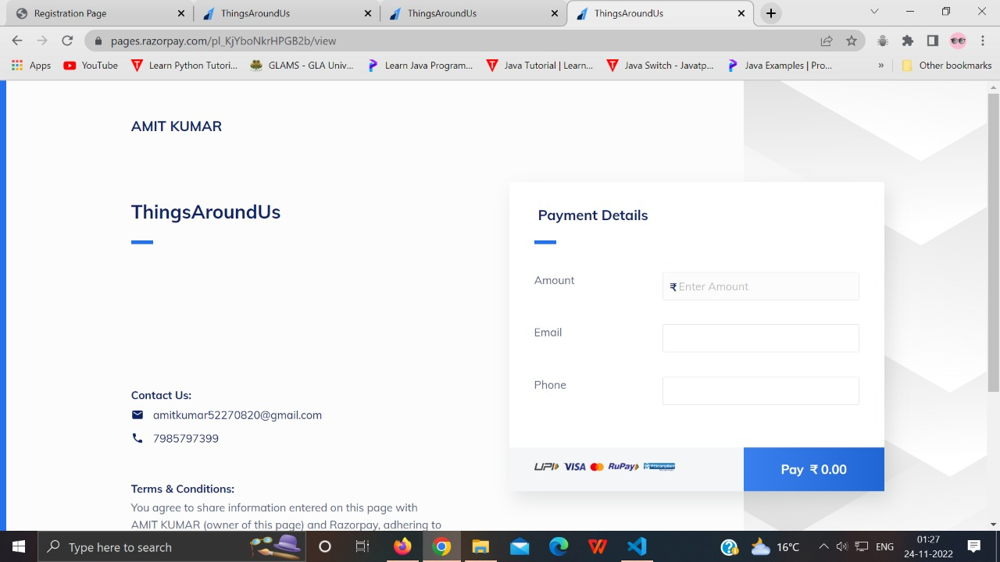 Registration Page
ThingsAroundUs
ThingsAroundUs
ThingsAroundUs
pages.razorpay.com/pl_KjYboNkrHPGB2b/view
Apps
YouTube
Learn Python Tutori...
GLAMS - GLA Univ...
Learn Java Program...
Java Tutorial | Learn...
Java Switch - Javatp...
Java Examples | Pro...
»
Other bookmarks
AMIT KUMAR
ThingsAroundUs
Payment Details
Amount
₹ Enter Amount
Email
Phone
Contact Us:
amitkumar52270820@gmail.com
7985797399
UPI VISA RuPay
Pay ₹ 0.00
Terms & Conditions:
You agree to share information entered on this page with
AMIT KUMAR (owner of this page) and Razorpay, adhering to
Type here to search
16°C
ENG
01:27
24-11-2022